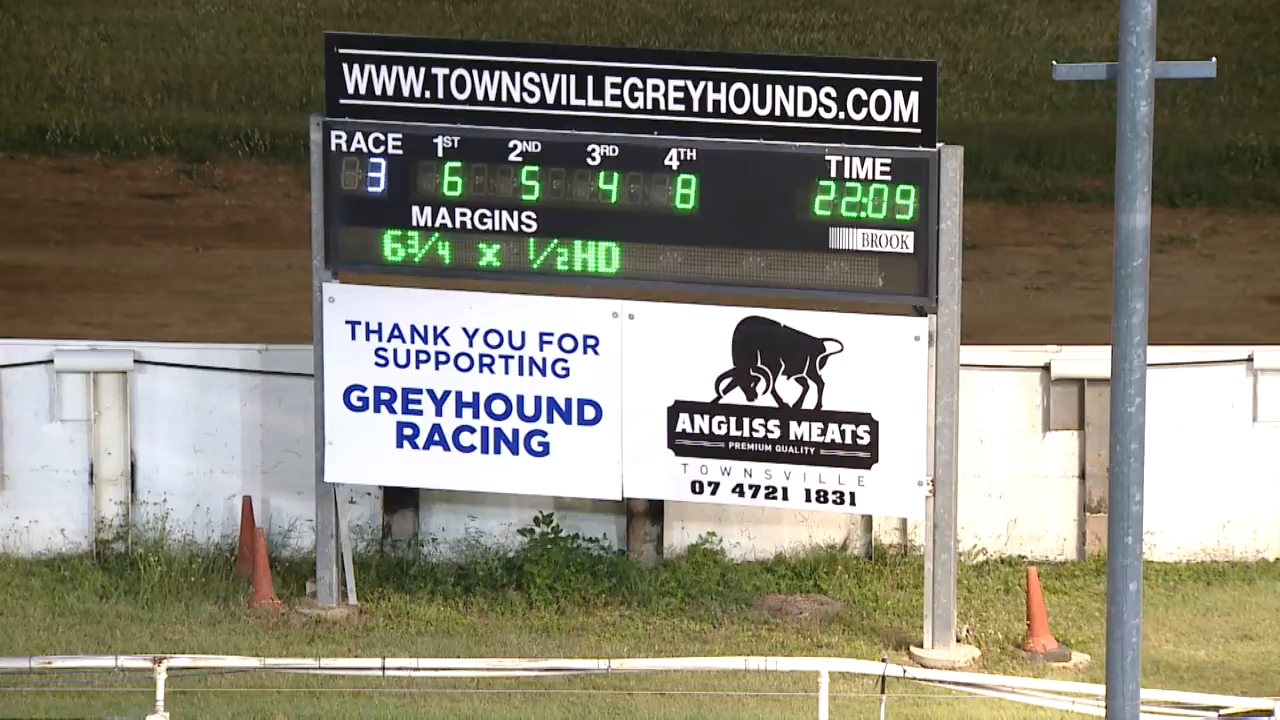 WWW.TOWNSVILLEGREYHOUNDS.COM
RACE 1ST 2ND 3RD 4TH TIME
3 6 5 4 8 22:09
MARGINS
BROOK
6¾ x ½HD
THANK YOU FOR
SUPPORTING
GREYHOUND
RACING
ANGLISS MEATS
PREMIUM QUALITY
TOWNSVILLE
07 4721 1831